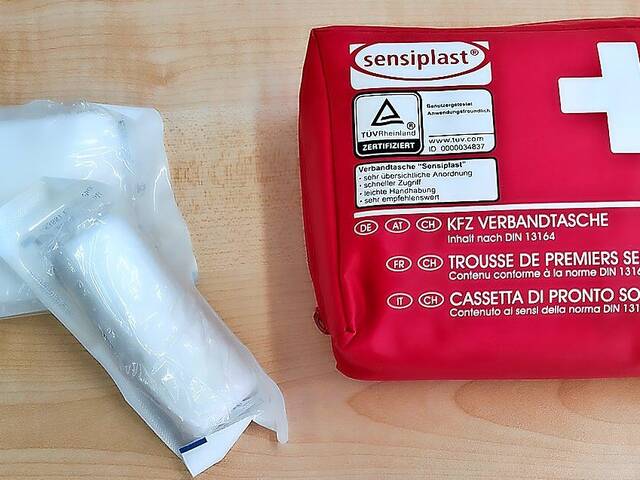 sensiplast®
TÜVRheinland®
ZERTIFIZIERT
Benutzergetestet
Anwendungsfreundlich
www.tuv.com
ID 0000034837
Verbandtasche "Sensiplast"
- sehr übersichtliche Anordnung
- schneller Zugriff
- leichte Handhabung
- sehr empfehlenswert
DE AT CH KFZ VERBANDTASCHE
Inhalt nach DIN 13164
FR CH TROUSSE DE PREMIERS SE
Contenu conforme à la norme DIN 1316
IT CH CASSETTA DI PRONTO SO
Contenuto ai sensi della norma DIN 131